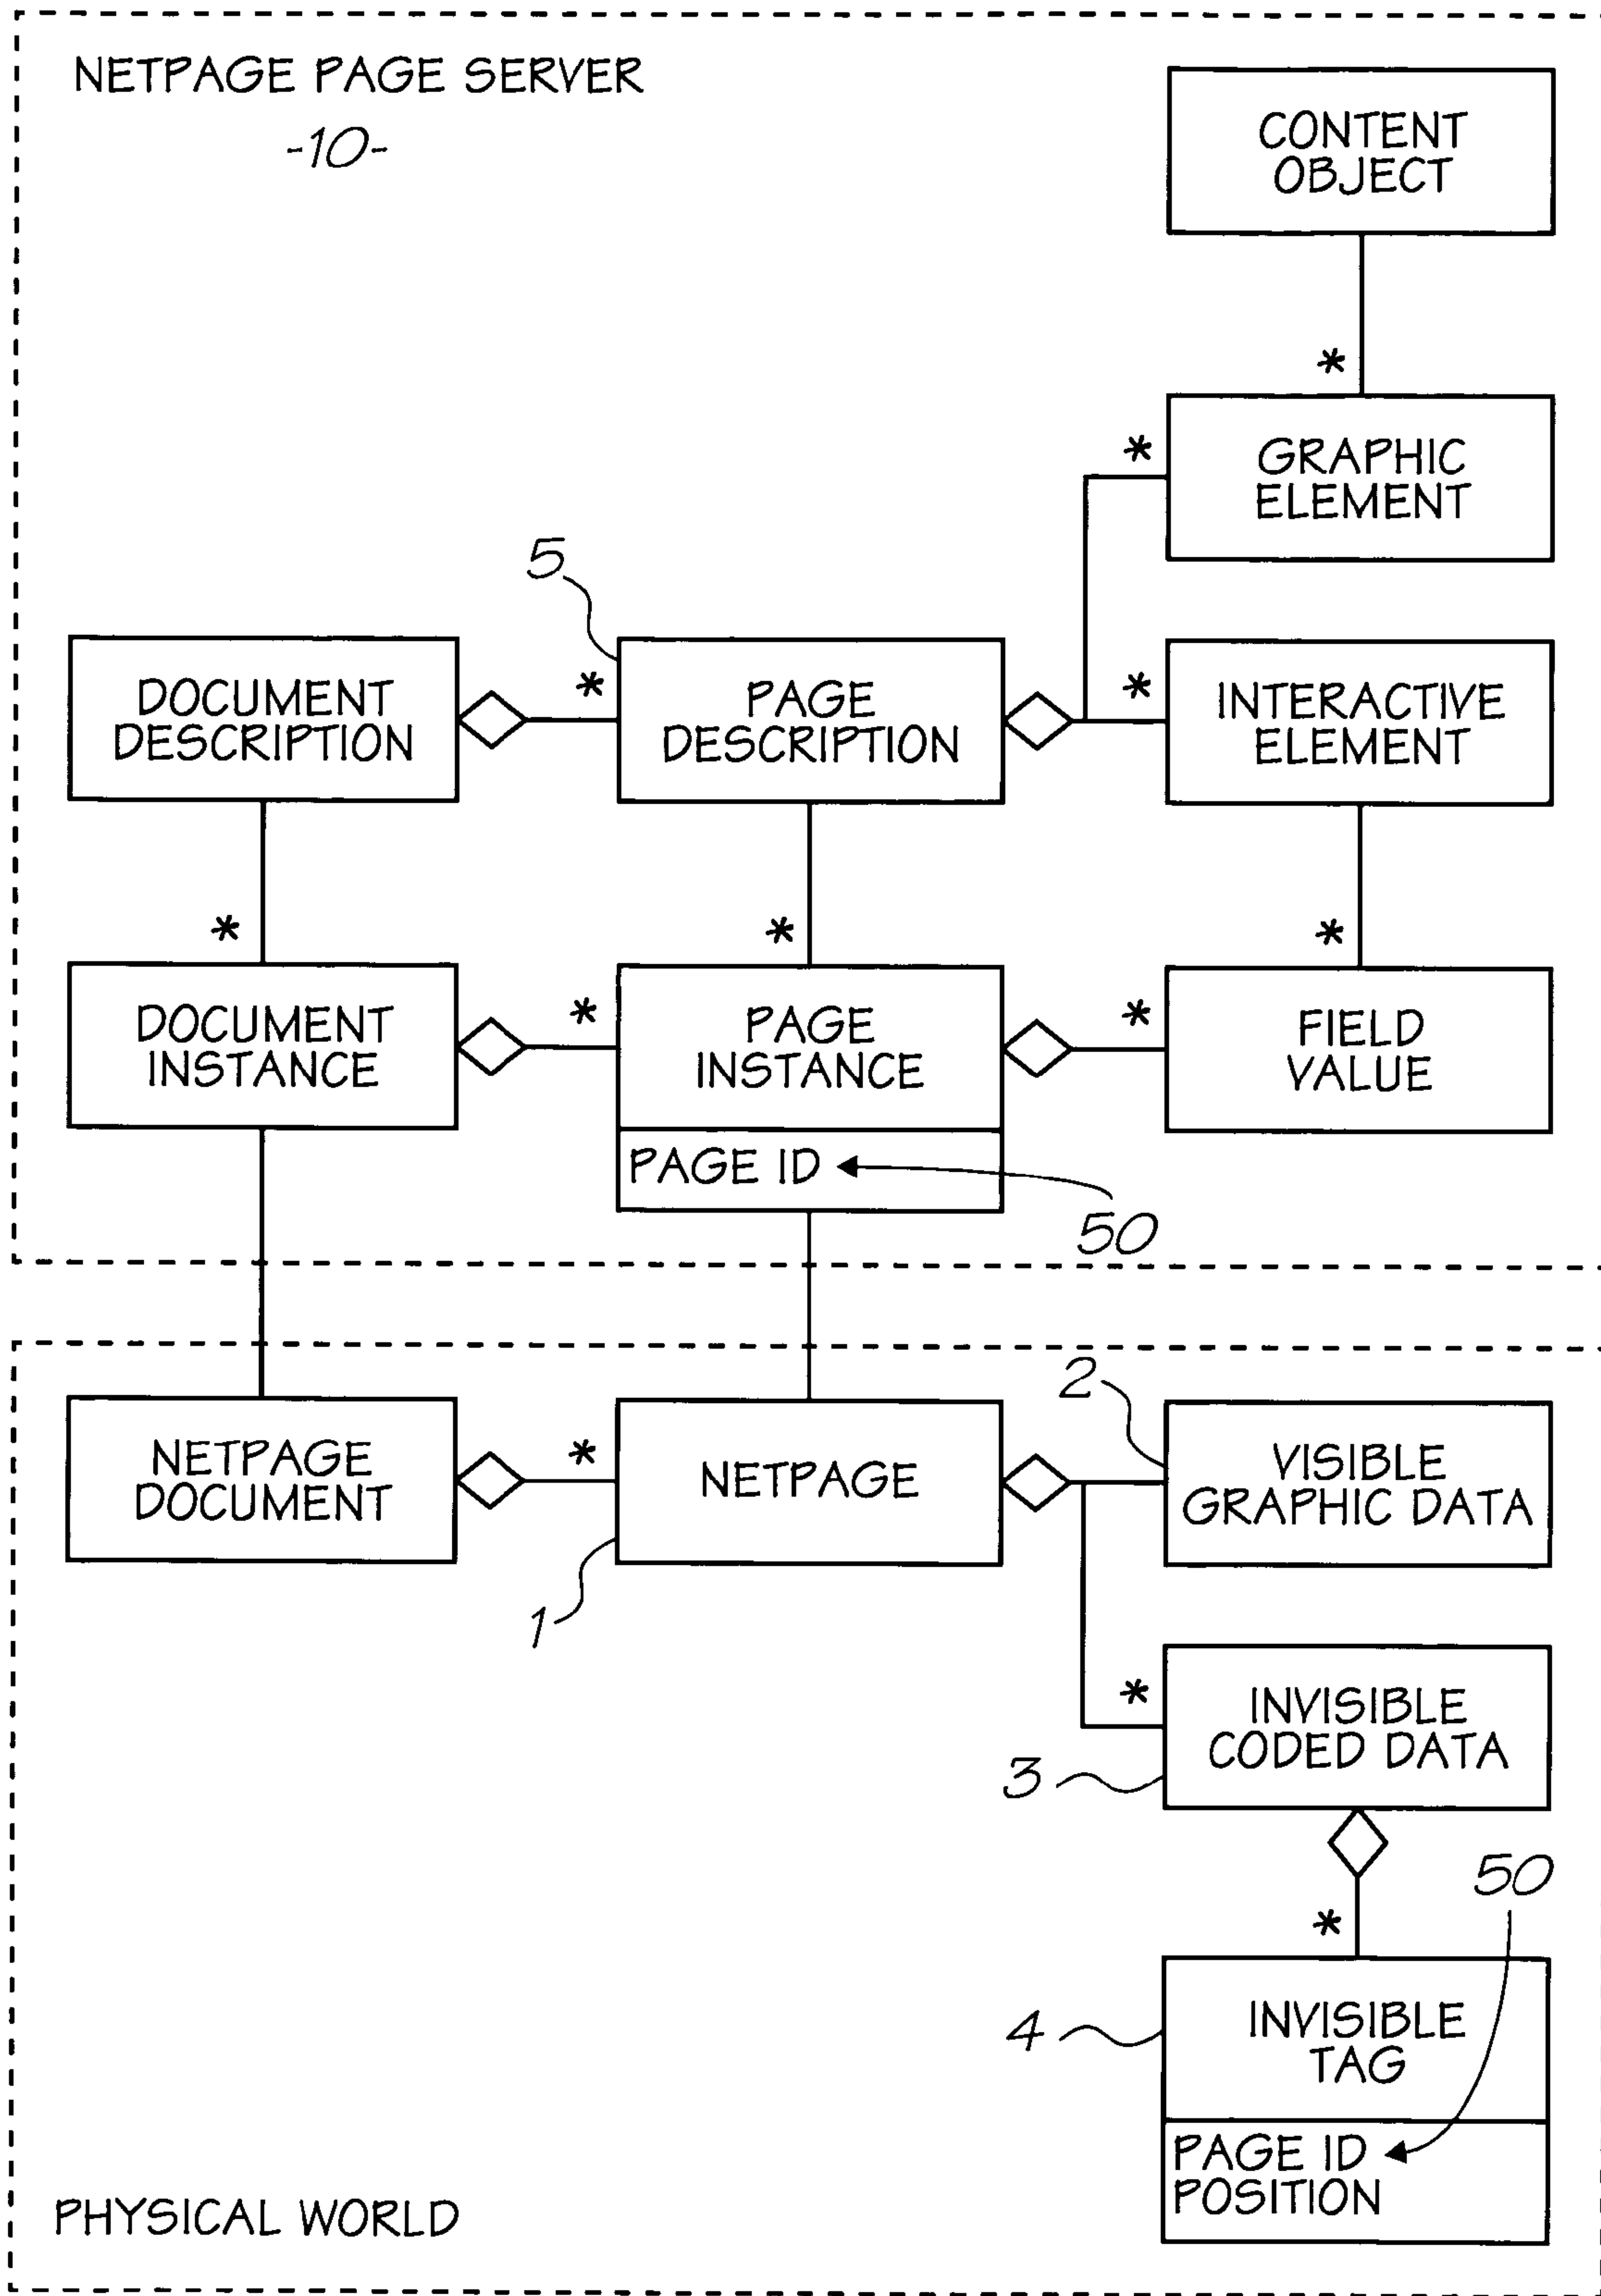 NETPAGE PAGE SERVER
-10-
CONTENT
OBJECT
*
*
GRAPHIC
ELEMENT
5
DOCUMENT
DESCRIPTION
*
PAGE
DESCRIPTION
*
INTERACTIVE
ELEMENT
*
*
*
DOCUMENT
INSTANCE
*
PAGE
INSTANCE
*
FIELD
VALUE
PAGE ID
50
2
NETPAGE
DOCUMENT
*
NETPAGE
VISIBLE
GRAPHIC DATA
1
*
INVISIBLE
CODED DATA
3
50
*
4
INVISIBLE
TAG
PAGE ID
POSITION
PHYSICAL WORLD